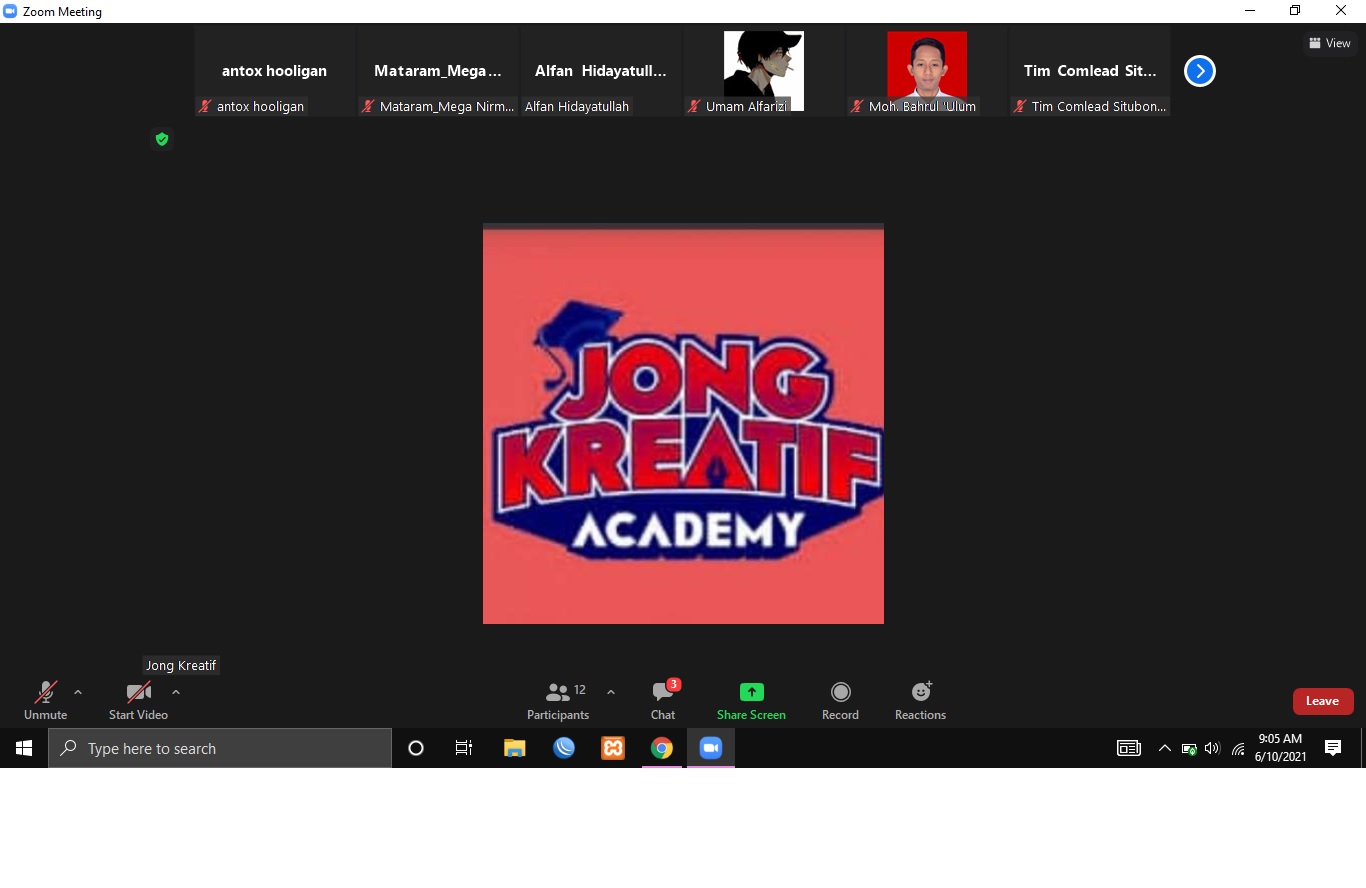 Zoom Meeting
View
antox hooligan
antox hooligan
Mataram_Mega...
Mataram_Mega Nirm...
Alfan Hidayatull...
Alfan Hidayatullah
Umam Alfarizi
Moh. Bahrul 'Ulum
Tim Comlead Sit...
Tim Comlead Situbon...
JONG
KREATIF
ACADEMY
Jong Kreatif
Unmute
Start Video
12
Participants
3
Chat
Share Screen
Record
Reactions
Leave
Type here to search
9:05 AM
6/10/2021